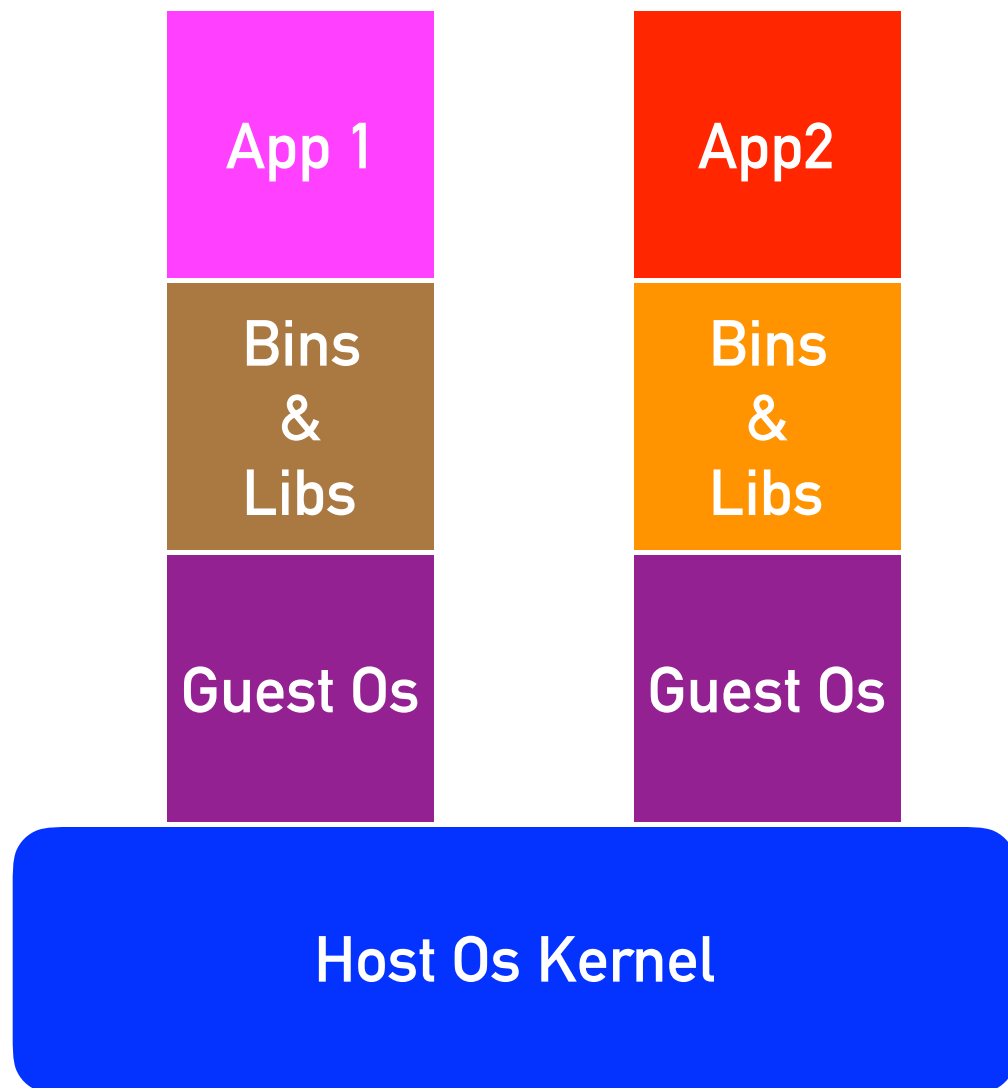 App 1
App2
Bins
&
Libs
Bins
&
Libs
Guest Os
Guest Os
Host Os Kernel